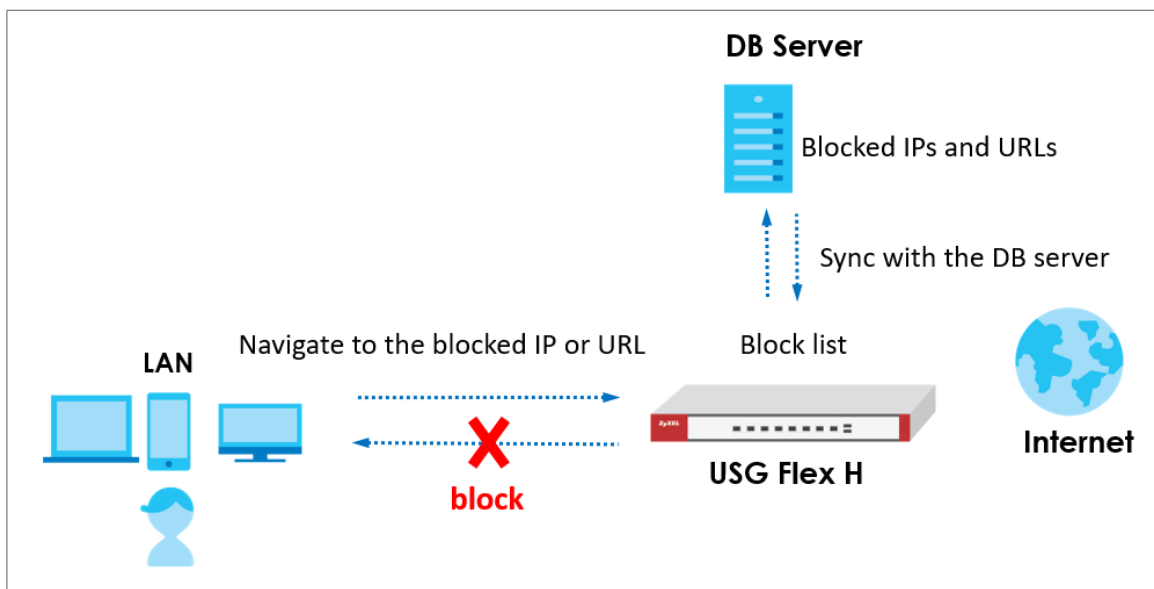 DB Server
Blocked IPs and URLs
Sync with the DB server
Navigate to the blocked IP or URL
Block list
LAN
ZyXEL
Internet
USG Flex H
block